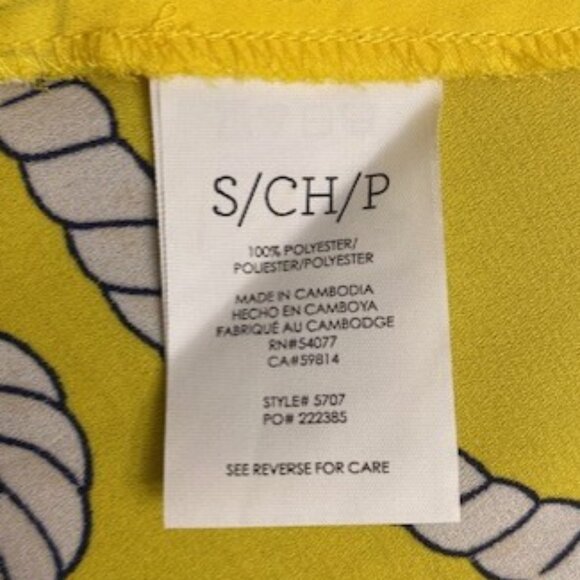 S/CH/P
100% POLYESTER/
POLIESTER/POLYESTER
MADE IN CAMBODIA
HECHO EN CAMBOYA
FABRIQUÉ AU CAMBODGE
RN#54077
CA#59814
STYLE# 5707
PO# 222385
SEE REVERSE FOR CARE